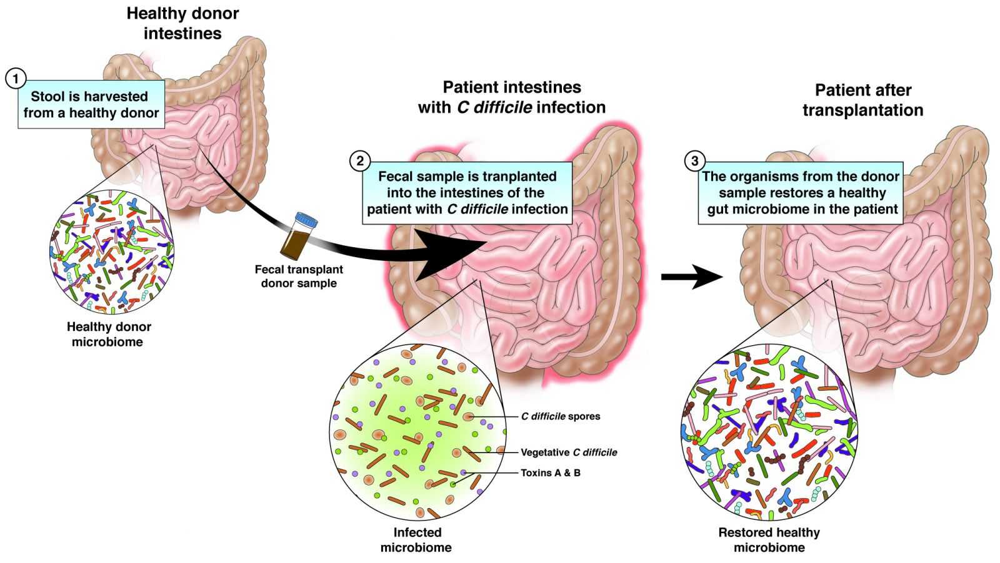 Healthy donor
intestines
1
Stool is harvested
from a healthy donor
Healthy donor
microbiome
Fecal transplant
donor sample
Patient intestines
with C difficile infection
2
Fecal sample is tranplanted
into the intestines of the
patient with C difficile infection
C difficile spores
Vegetative C difficile
Toxins A & B
Infected
microbiome
Patient after
transplantation
3
The organisms from the donor
sample restores a healthy
gut microbiome in the patient
Restored healthy
microbiome